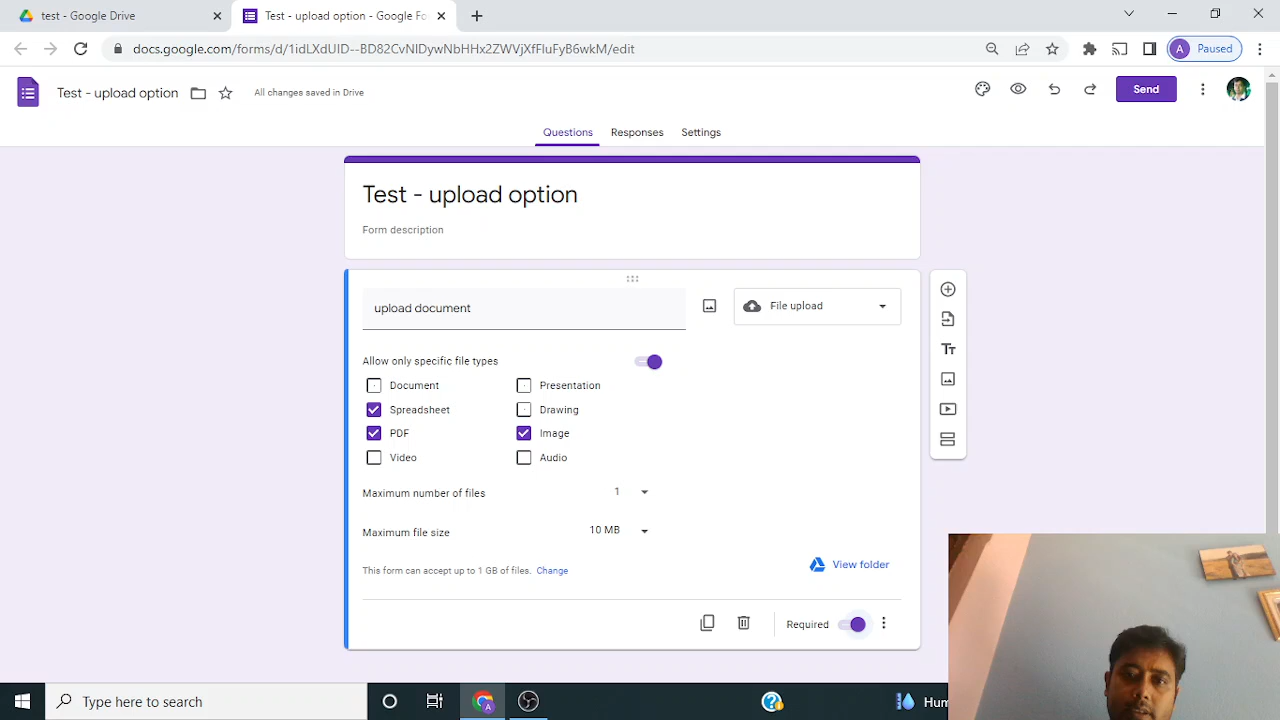 test - Google Drive
Test - upload option - Google Fo
docs.google.com/forms/d/1idLXdUID--BD82CvNIDywNbHHx2ZWVjXfFIuFyB6wkM/edit
A Paused
Test - upload option
All changes saved in Drive
Send
Questions Responses Settings
Test - upload option
Form description
upload document
File upload
Allow only specific file types
Document Presentation
Spreadsheet Drawing
PDF Image
Video Audio
Maximum number of files 1
Maximum file size 10 MB
This form can accept up to 1 GB of files. Change
View folder
Required
Tt
Type here to search
A
Hum